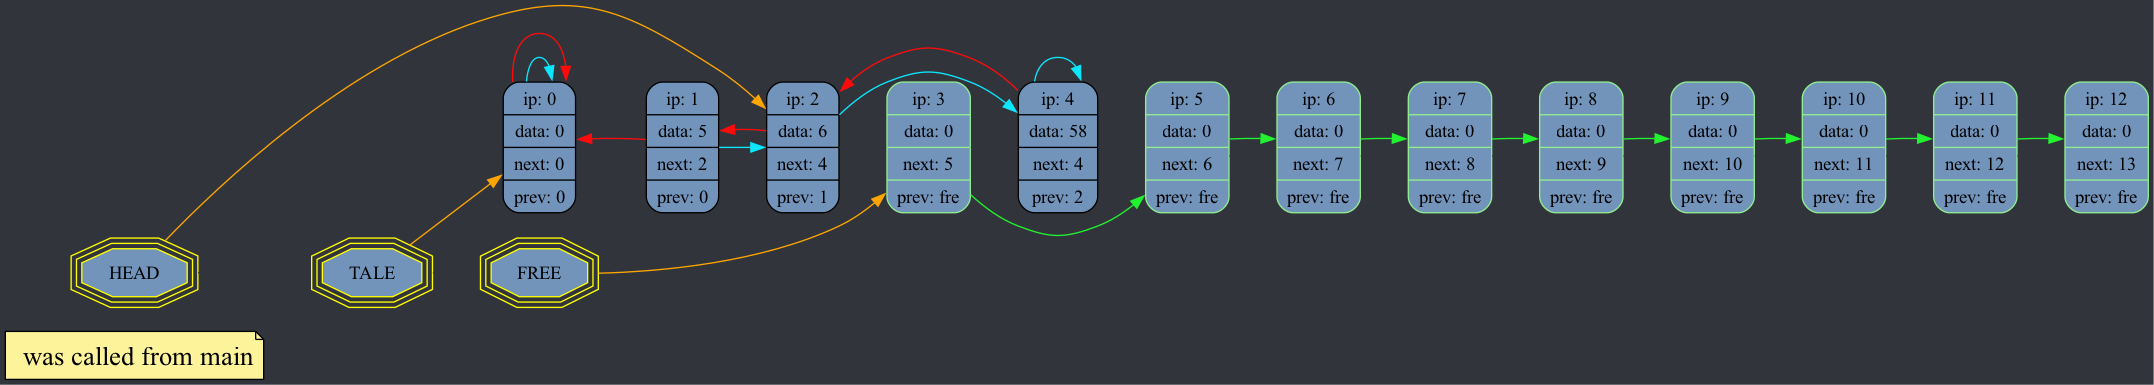 ip: 0
data: 0
next: 0
prev: 0
ip: 1
data: 5
next: 2
prev: 0
ip: 2
data: 6
next: 4
prev: 1
ip: 3
data: 0
next: 5
prev: fre
ip: 4
data: 58
next: 4
prev: 2
ip: 5
data: 0
next: 6
prev: fre
ip: 6
data: 0
next: 7
prev: fre
ip: 7
data: 0
next: 8
prev: fre
ip: 8
data: 0
next: 9
prev: fre
ip: 9
data: 0
next: 10
prev: fre
ip: 10
data: 0
next: 11
prev: fre
ip: 11
data: 0
next: 12
prev: fre
ip: 12
data: 0
next: 13
prev: fre
HEAD
TALE
FREE
was called from main